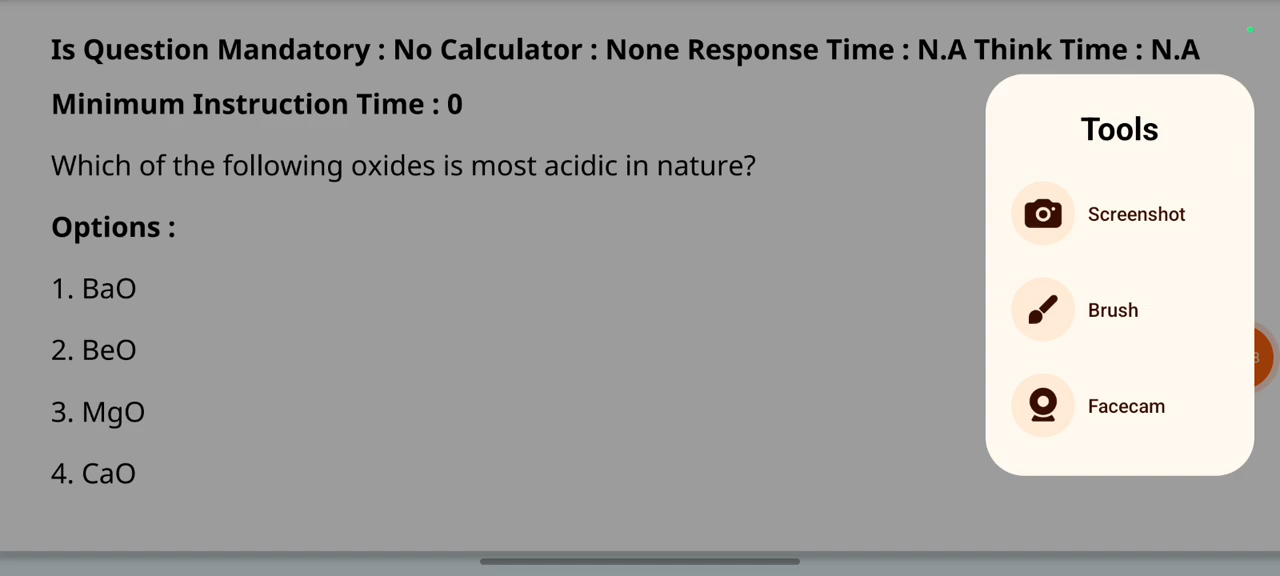 Is Question Mandatory : No Calculator : None Response Time : N.A Think Time : N.A
Minimum Instruction Time : 0
Which of the following oxides is most acidic in nature?
Options :
1. BaO
2. BeO
3. MgO
4. CaO
Tools
Screenshot
Brush
Facecam